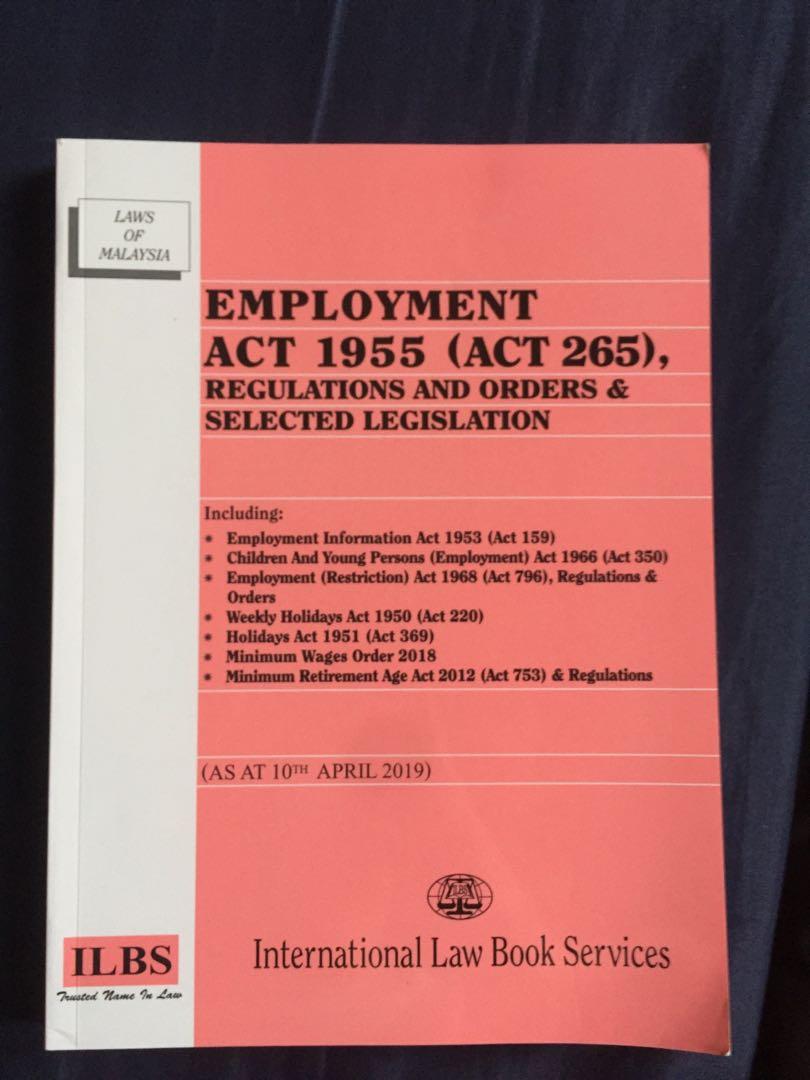 LAWS
OF
MALAYSIA
EMPLOYMENT
ACT 1955 (ACT 265),
REGULATIONS AND ORDERS &
SELECTED LEGISLATION
Including:
* Employment Information Act 1953 (Act 159)
* Children And Young Persons (Employment) Act 1966 (Act 350)
* Employment (Restriction) Act 1968 (Act 796), Regulations &
Orders
* Weekly Holidays Act 1950 (Act 220)
* Holidays Act 1951 (Act 369)
* Minimum Wages Order 2018
* Minimum Retirement Age Act 2012 (Act 753) & Regulations
(AS AT 10TH APRIL 2019)
ILBS
International Law Book Services
ILBS
Trusted Name In Law